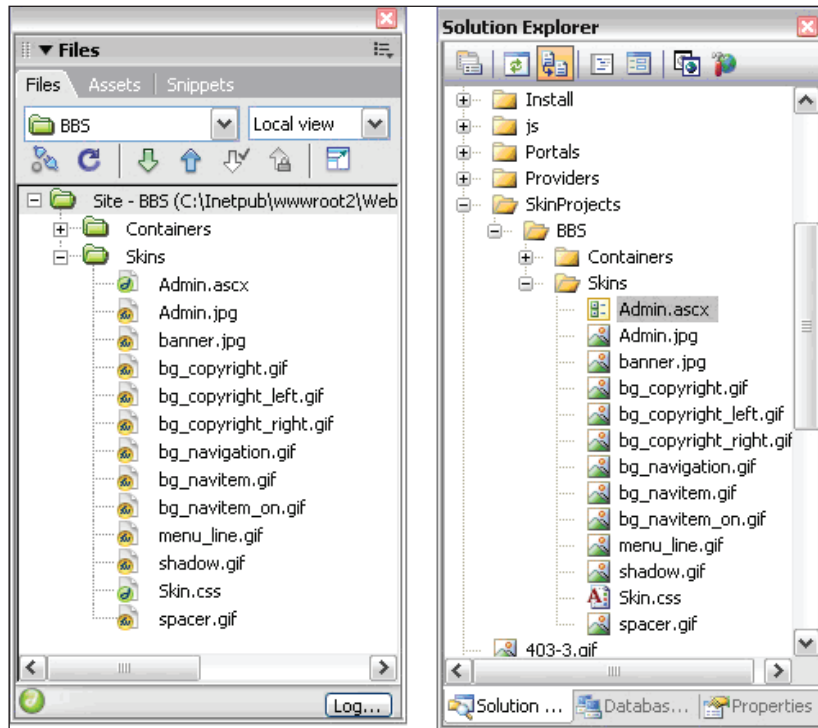 Files
Files Assets Snippets
BBS Local view
Site - BBS (C:\Inetpub\wwwroot2\Web
Containers
Skins
Admin.ascx
Admin.jpg
banner.jpg
bg_copyright.gif
bg_copyright_left.gif
bg_copyright_right.gif
bg_navigation.gif
bg_navitem.gif
bg_navitem_on.gif
menu_line.gif
shadow.gif
Skin.css
spacer.gif
Log...
Solution Explorer
Install
js
Portals
Providers
SkinProjects
BBS
Containers
Skins
Admin.ascx
Admin.jpg
banner.jpg
bg_copyright.gif
bg_copyright_left.gif
bg_copyright_right.gif
bg_navigation.gif
bg_navitem.gif
bg_navitem_on.gif
menu_line.gif
shadow.gif
Skin.css
spacer.gif
403-3.gif
Solution ... Databas... Properties